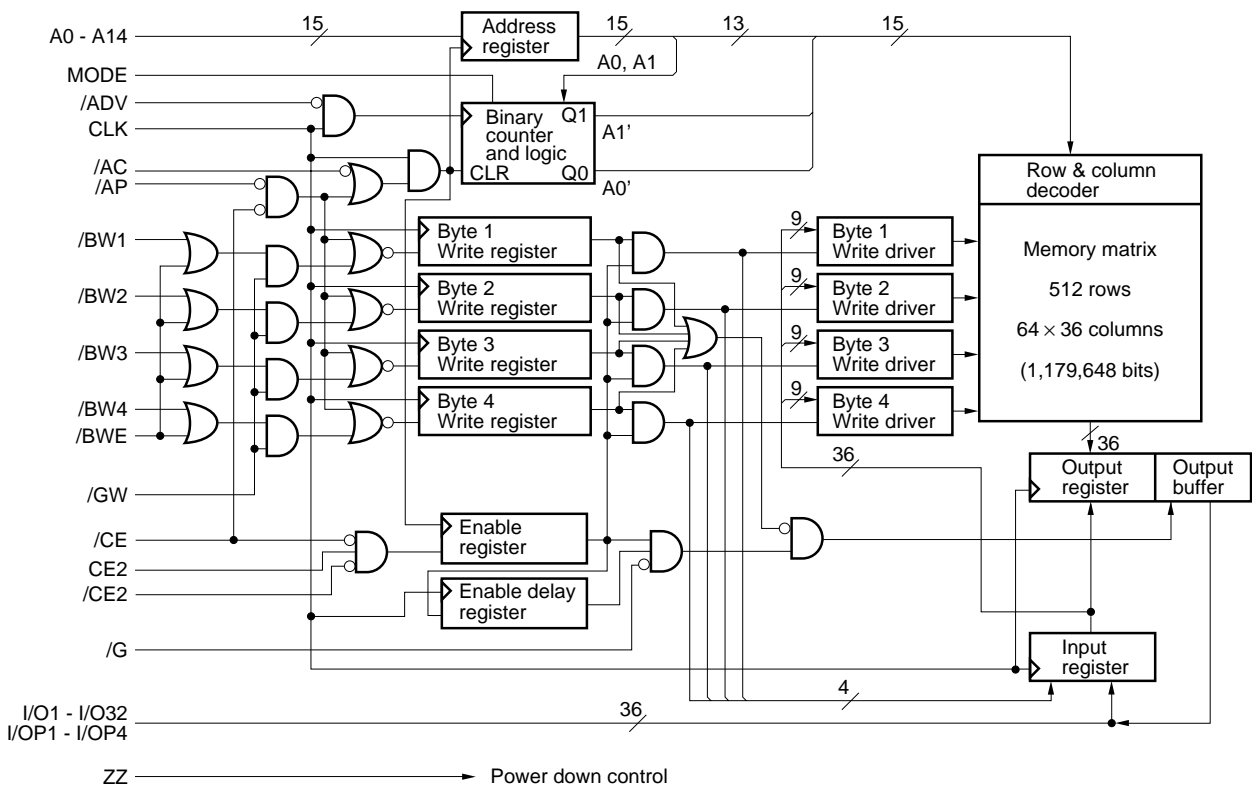 A0 - A14
15
Address
register
15
13
15
A0, A1
MODE
/ADV
CLK
Binary
counter
and logic
CLR
Q1
Q0
A1’
A0’
/AC
/AP
Row & column
decoder
Memory matrix
512 rows
64 × 36 columns
(1,179,648 bits)
/BW1
Byte 1
Write register
9
Byte 1
Write driver
/BW2
Byte 2
Write register
9
Byte 2
Write driver
/BW3
Byte 3
Write register
9
Byte 3
Write driver
/BW4
/BWE
Byte 4
Write register
9
Byte 4
Write driver
36
36
Output
register
Output
buffer
/GW
/CE
CE2
/CE2
Enable
register
Enable delay
register
/G
Input
register
4
I/O1 - I/O32
I/OP1 - I/OP4
36
ZZ
Power down control